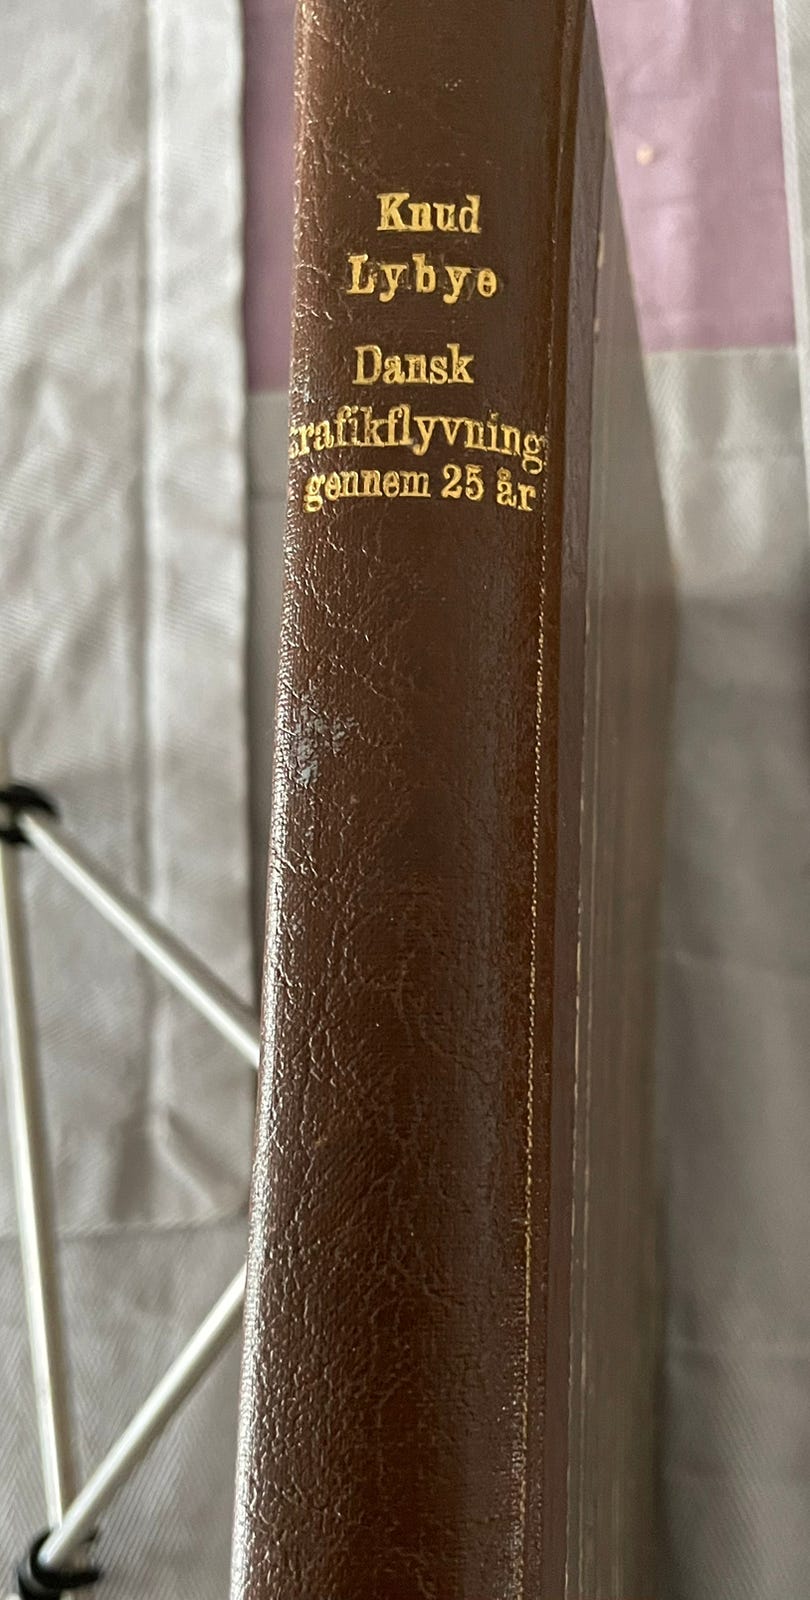 Knud
Lybye
Dansk
trafikflyvning
gennem 25 år